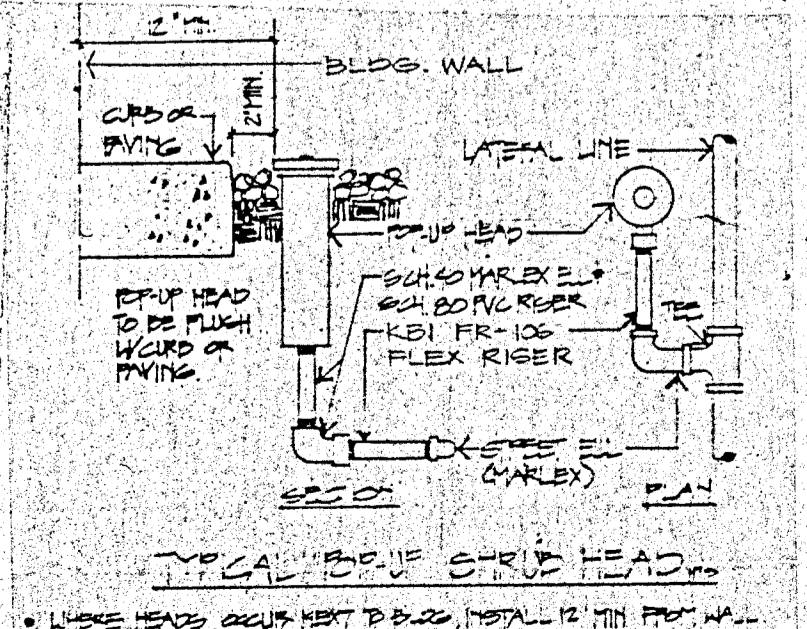 12" MIN.
BLDG. WALL
2" MIN.
CURB OR
PAVING
LATERAL LINE
POP-UP HEAD
SCH. 40 MARLEX ELL
SCH. 80 PVC RISER
KBI FR-106
FLEX RISER
POP-UP HEAD
TO BE FLUSH
W/CURB OR
PAVING.
TEE
STREET ELL
(MARLEX)
SECTION
PLAN
TYPICAL POP-UP SHRUB HEAD
• WHERE HEADS OCCUR NEXT TO BLDG, INSTALL 12" MIN FROM WALL